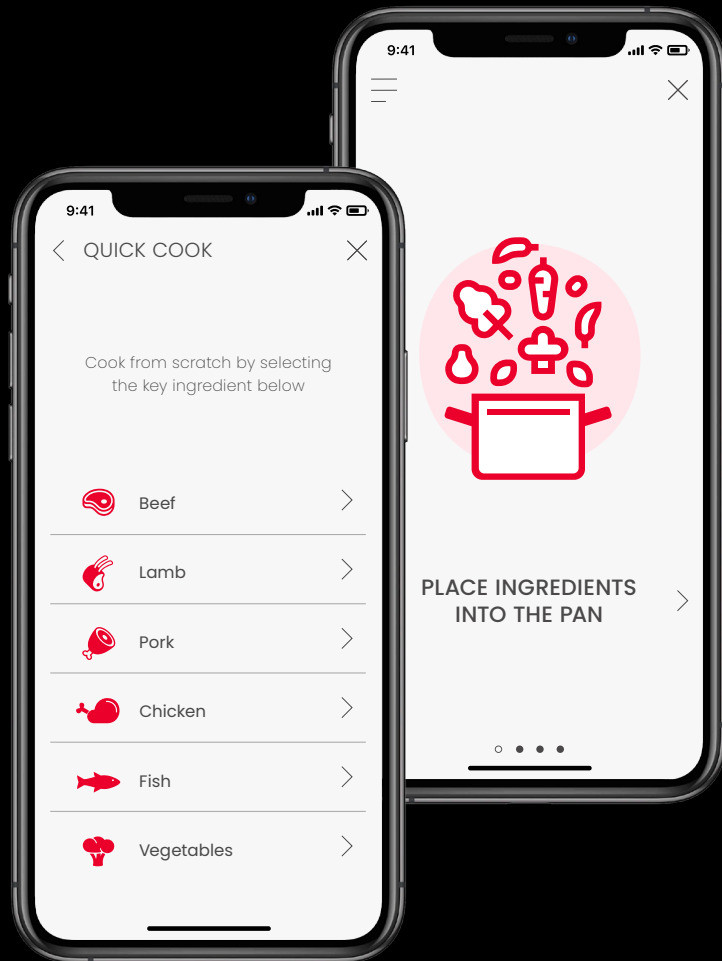 9:41
QUICK COOK
Cook from scratch by selecting
the key ingredient below
Beef
Lamb
Pork
Chicken
Fish
Vegetables
9:41
PLACE INGREDIENTS
INTO THE PAN